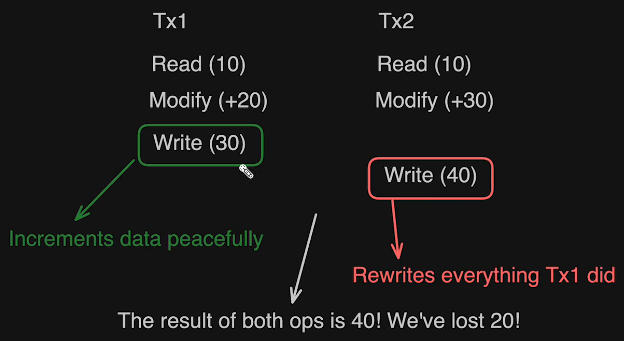 Tx1 Tx2
Read (10) Read (10)
Modify (+20) Modify (+30)
Write (30)
Write (40)
Increments data peacefully
Rewrites everything Tx1 did
The result of both ops is 40! We've lost 20!